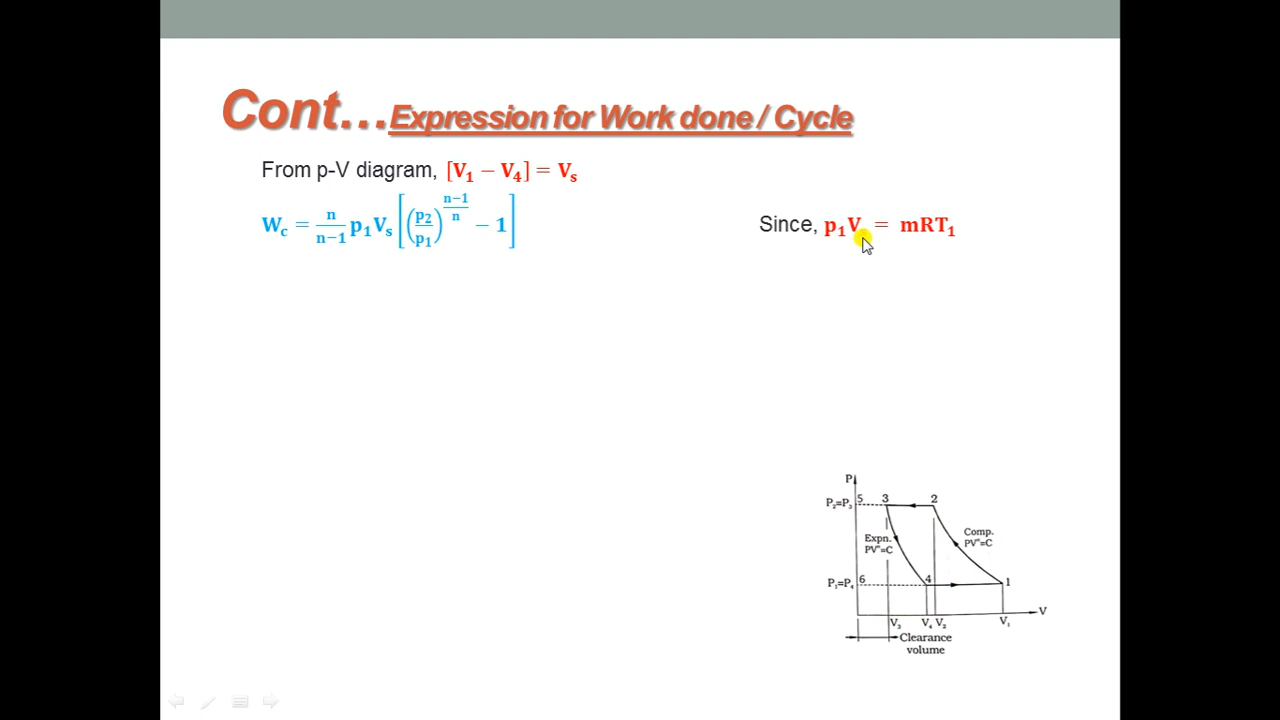 Cont…Expression for Work done / Cycle
From p-V diagram, [V₁ − V₄] = Vₛ
W_c = n/(n−1) p₁Vₛ [(p₂/p₁)^((n−1)/n) − 1]
Since, p₁V = mRT₁
P
P₂=P₃ 5 3 2
Expn. PVⁿ=C
Comp. PVⁿ=C
P₁=P₄ 6 4 1
V₃ V₄ V₂ V₁ V
Clearance
volume